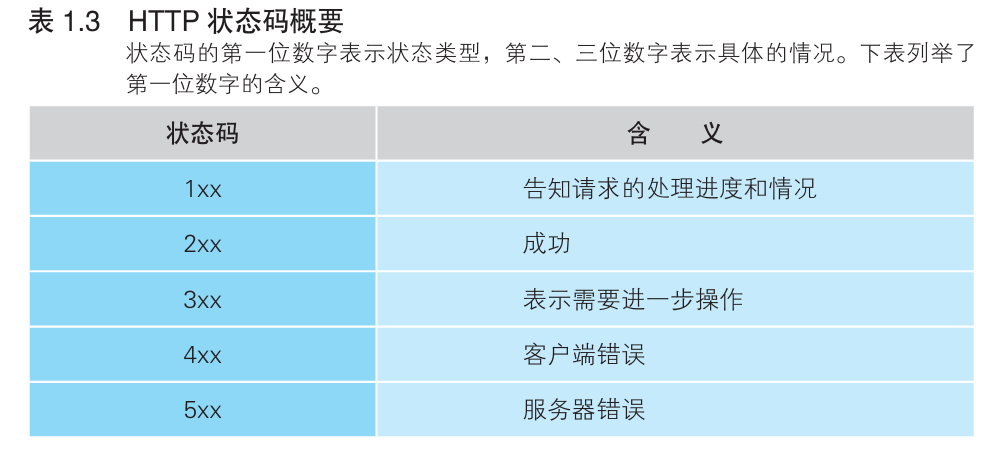 表 1.3 HTTP 状态码概要
状态码的第一位数字表示状态类型，第二、三位数字表示具体的情况。下表列举了
第一位数字的含义。
状态码 含 义
1xx 告知请求的处理进度和情况
2xx 成功
3xx 表示需要进一步操作
4xx 客户端错误
5xx 服务器错误